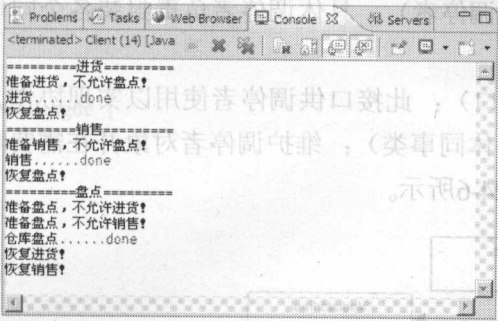 Problems Tasks Web Browser Console Servers
<terminated> Client (14) [Java
=========进货=========
准备进货，不允许盘点！
进货......done
恢复盘点！
=========销售=========
准备销售，不允许盘点！
销售......done
恢复盘点！
=========盘点=========
准备盘点，不允许进货！
准备盘点，不允许销售！
仓库盘点......done
恢复进货！
恢复销售！